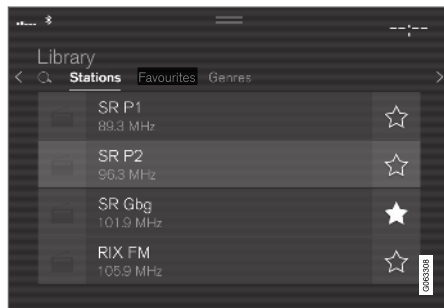 --:--
Library
Stations Favourites Genres
SR P1
89.3 MHz
SR P2
96.3 MHz
SR Gbg
101.9 MHz
RIX FM
105.9 MHz
G063308